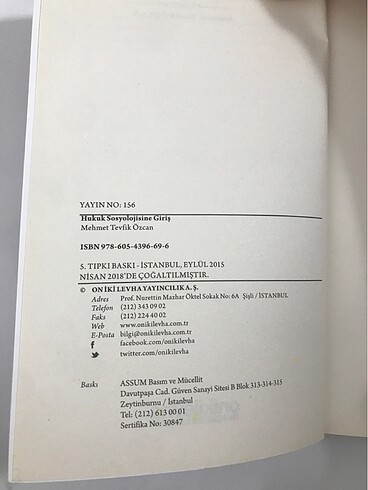 YAYIN NO: 156
Hukuk Sosyolojisine Giriş
Mehmet Tevfik Özcan
ISBN 978-605-4396-69-6
5. TIPKI BASKI - İSTANBUL, EYLÜL 2015
NİSAN 2018'DE ÇOĞALTILMIŞTIR.
© ON İKİ LEVHA YAYINCILIK A. Ş.
Adres Prof. Nurettin Mazhar Öktel Sokak No: 6A Şişli / İSTANBUL
Telefon (212) 343 09 02
Faks (212) 224 40 02
Web www.onikilevha.com.tr
E-Posta bilgi@onikilevha.com.tr
facebook.com/onikilevha
twitter.com/onikilevha
Baskı ASSUM Basım ve Mücellit
Davutpaşa Cad. Güven Sanayi Sitesi B Blok 313-314-315
Zeytinburnu / İstanbul
Tel: (212) 613 00 01
Sertifika No: 30847